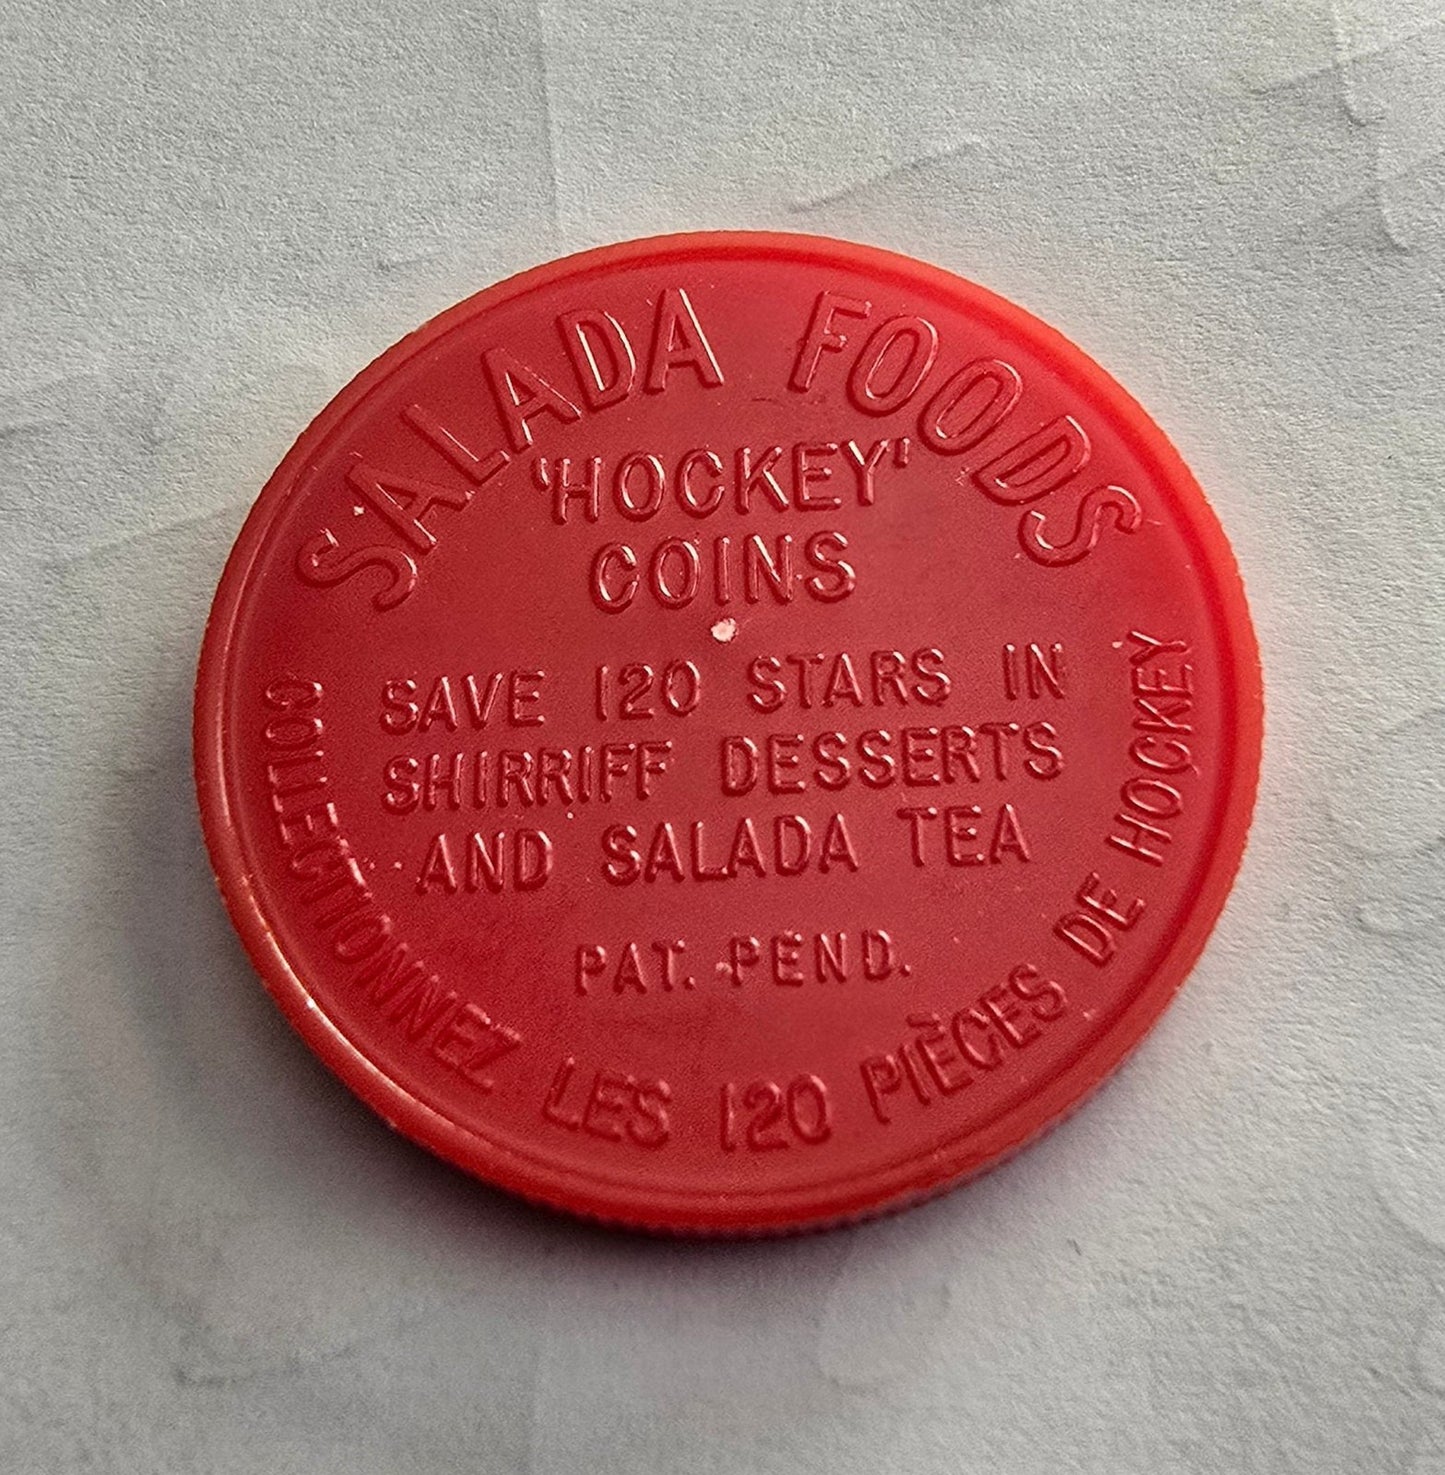 SALADA FOODS
'HOCKEY'
COINS
SAVE 120 STARS IN
SHIRRIFF DESSERTS
AND SALADA TEA
PAT. PEND.
COLLECTIONNEZ LES 120 PIÈCES DE HOCKEY